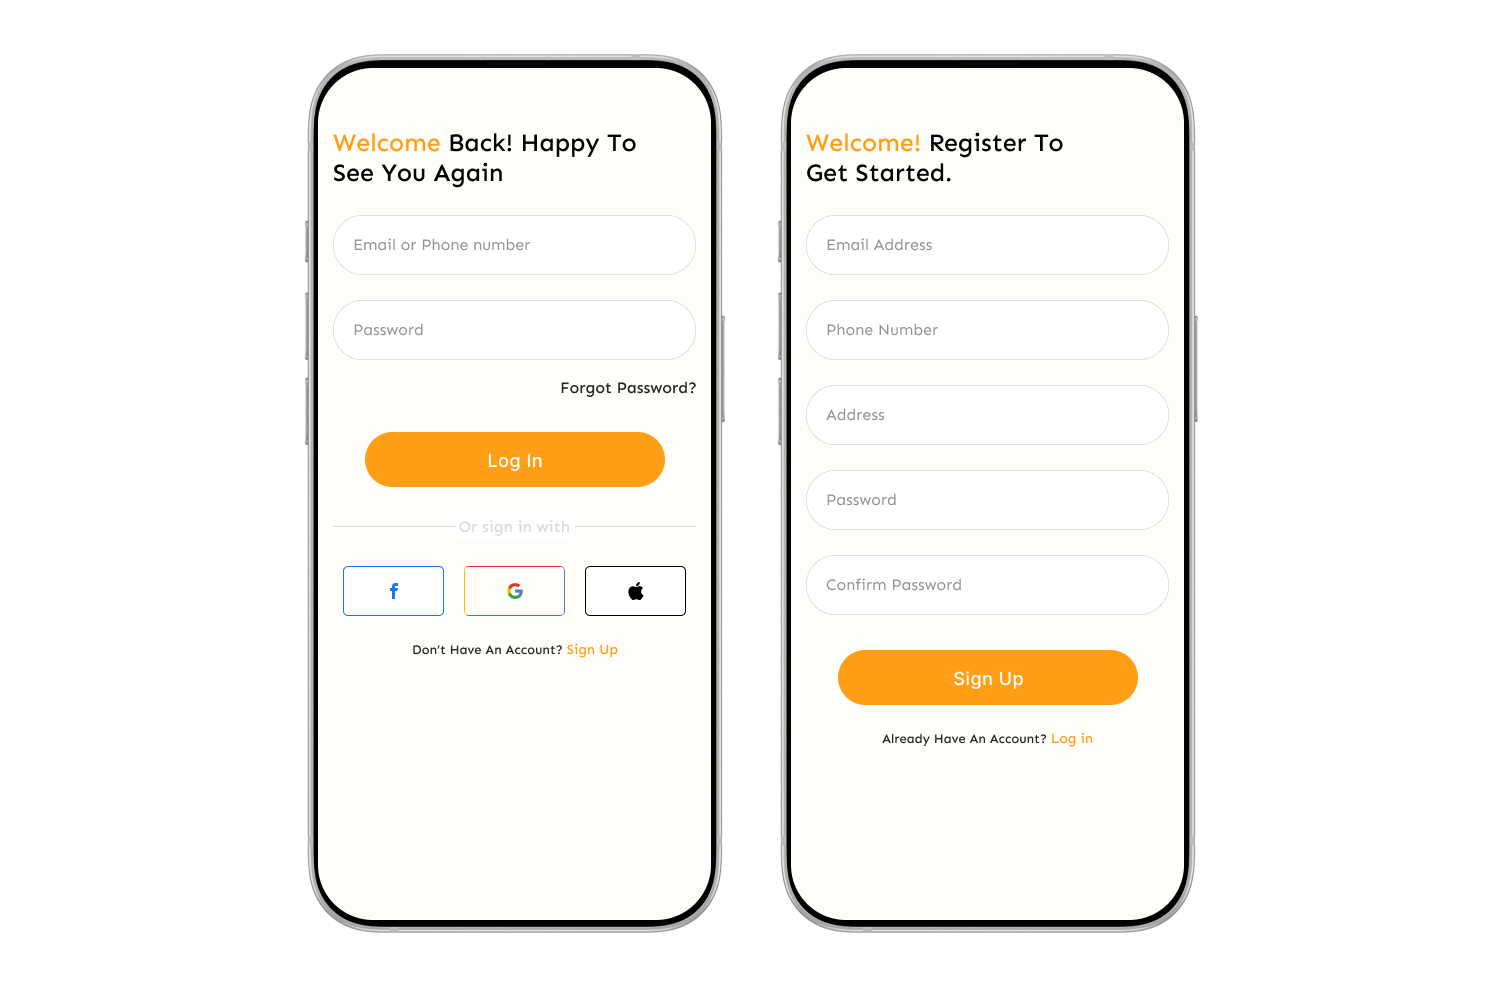 Welcome Back! Happy To
See You Again
Email or Phone number
Password
Forgot Password?
Log In
Or sign in with
Don’t Have An Account? Sign Up
Welcome! Register To
Get Started.
Email Address
Phone Number
Address
Password
Confirm Password
Sign Up
Already Have An Account? Log in